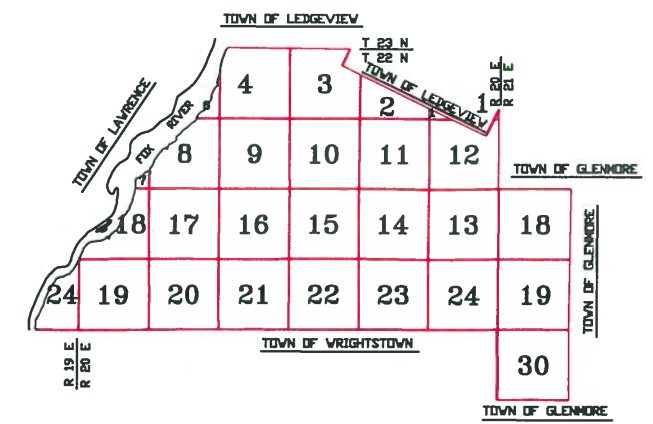 TOWN OF LEDGEVIEW
T 23 N
T 22 N
TOWN OF LEDGEVIEW
R 20 E
R 21 E
TOWN OF LAWRENCE
FOX RIVER
4 3 2 1
8 9 10 11 12
TOWN OF GLENMORE
18 17 16 15 14 13 18
TOWN OF GLENMORE
24 19 20 21 22 23 24 19
TOWN OF WRIGHTSTOWN
R 19 E
R 20 E
30
TOWN OF GLENMORE